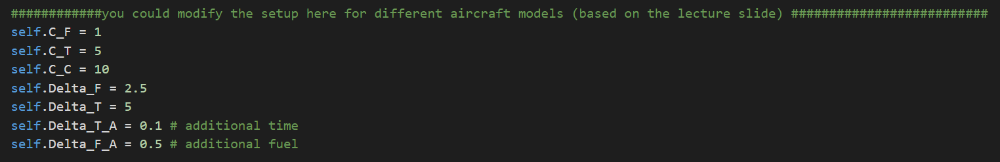 ############you could modify the setup here for different aircraft models (based on the lecture slide) ##########################
self.C_F = 1
self.C_T = 5
self.C_C = 10
self.Delta_F = 2.5
self.Delta_T = 5
self.Delta_T_A = 0.1 # additional time
self.Delta_F_A = 0.5 # additional fuel